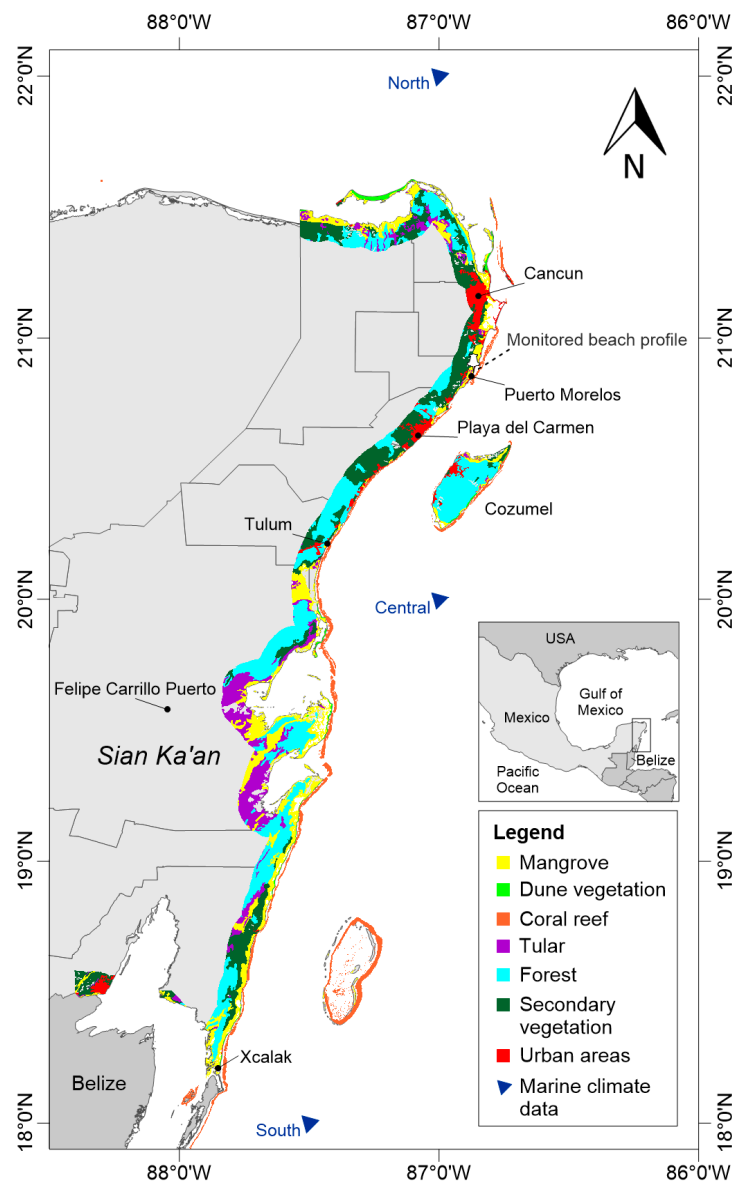 88°0'W 87°0'W 86°0'W
22°0'N 22°0'N
North
N
Cancun
21°0'N 21°0'N
Monitored beach profile
Puerto Morelos
Playa del Carmen
Cozumel
Tulum
20°0'N 20°0'N
Central
USA
Gulf of
Mexico
Mexico
Belize
Pacific
Ocean
Felipe Carrillo Puerto
Sian Ka'an
19°0'N 19°0'N
Legend
Mangrove
Dune vegetation
Coral reef
Tular
Forest
Secondary
vegetation
Urban areas
Marine climate
data
Xcalak
Belize
South
18°0'N 18°0'N
88°0'W 87°0'W 86°0'W